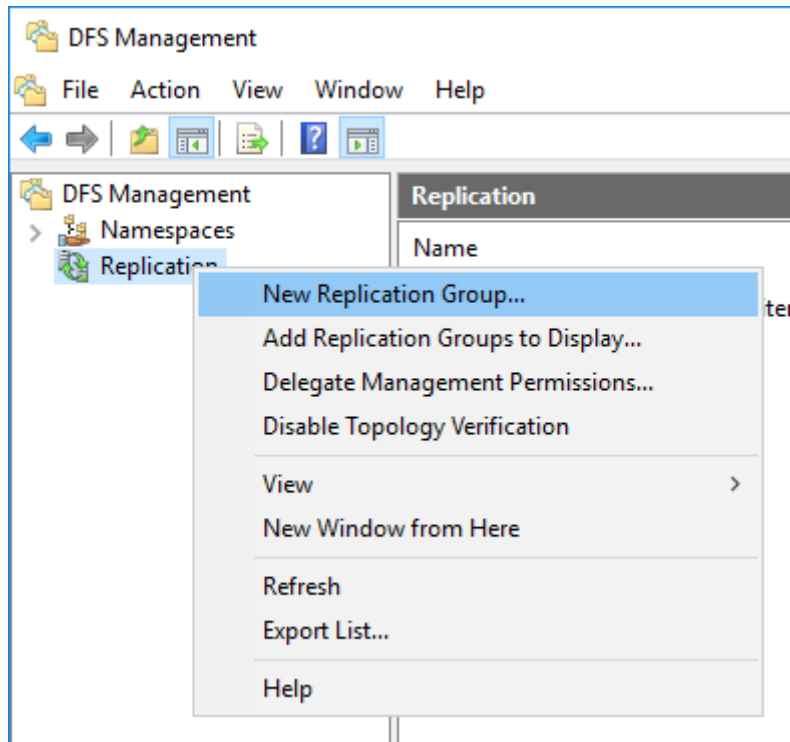 DFS Management
File Action View Window Help
DFS Management
Namespaces
Replication
Replication
Name
New Replication Group...
Add Replication Groups to Display...
Delegate Management Permissions...
Disable Topology Verification
View
New Window from Here
Refresh
Export List...
Help